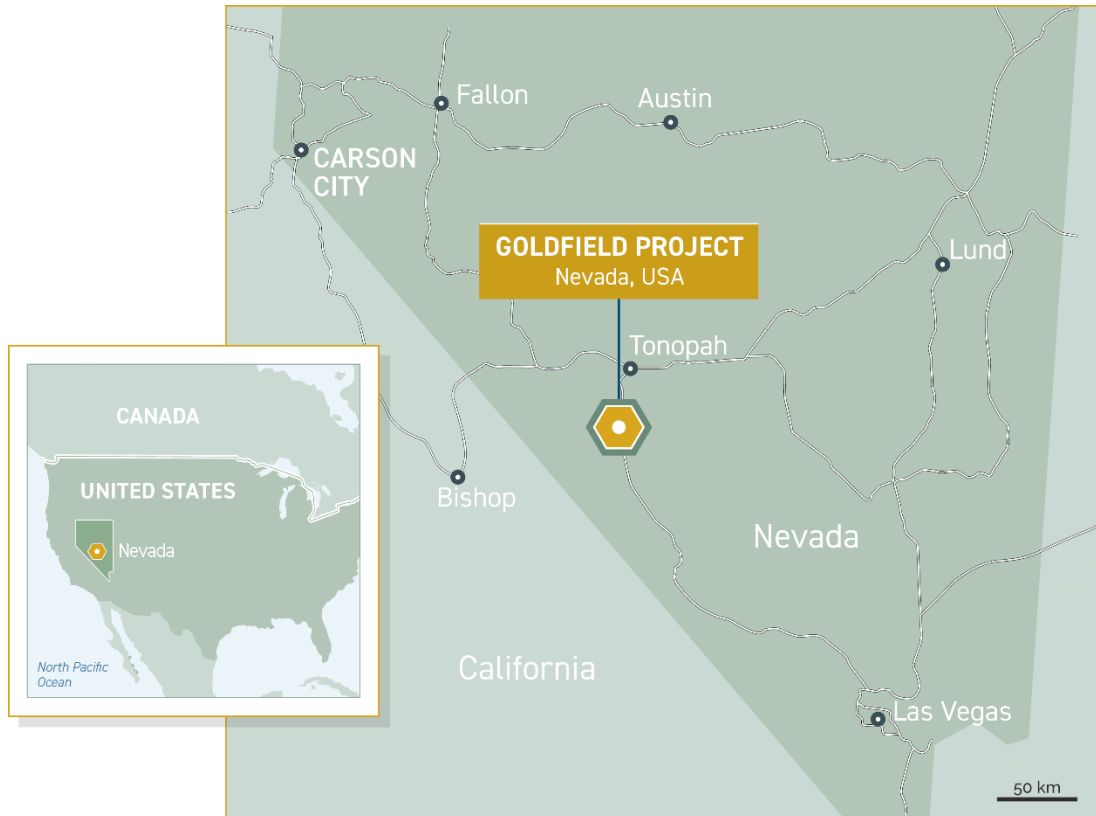 Fallon
Austin
CARSON
CITY
GOLDFIELD PROJECT
Nevada, USA
Lund
Tonopah
Bishop
Nevada
California
Las Vegas
50 km
CANADA
UNITED STATES
Nevada
North Pacific
Ocean